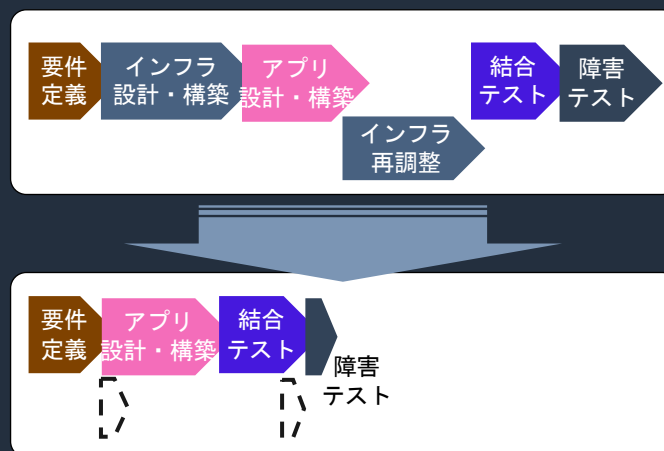 要件
定義
インフラ
設計・構築
アプリ
設計・構築
インフラ
再調整
結合
テスト
障害
テスト
要件
定義
アプリ
設計・構築
結合
テスト
障害
テスト